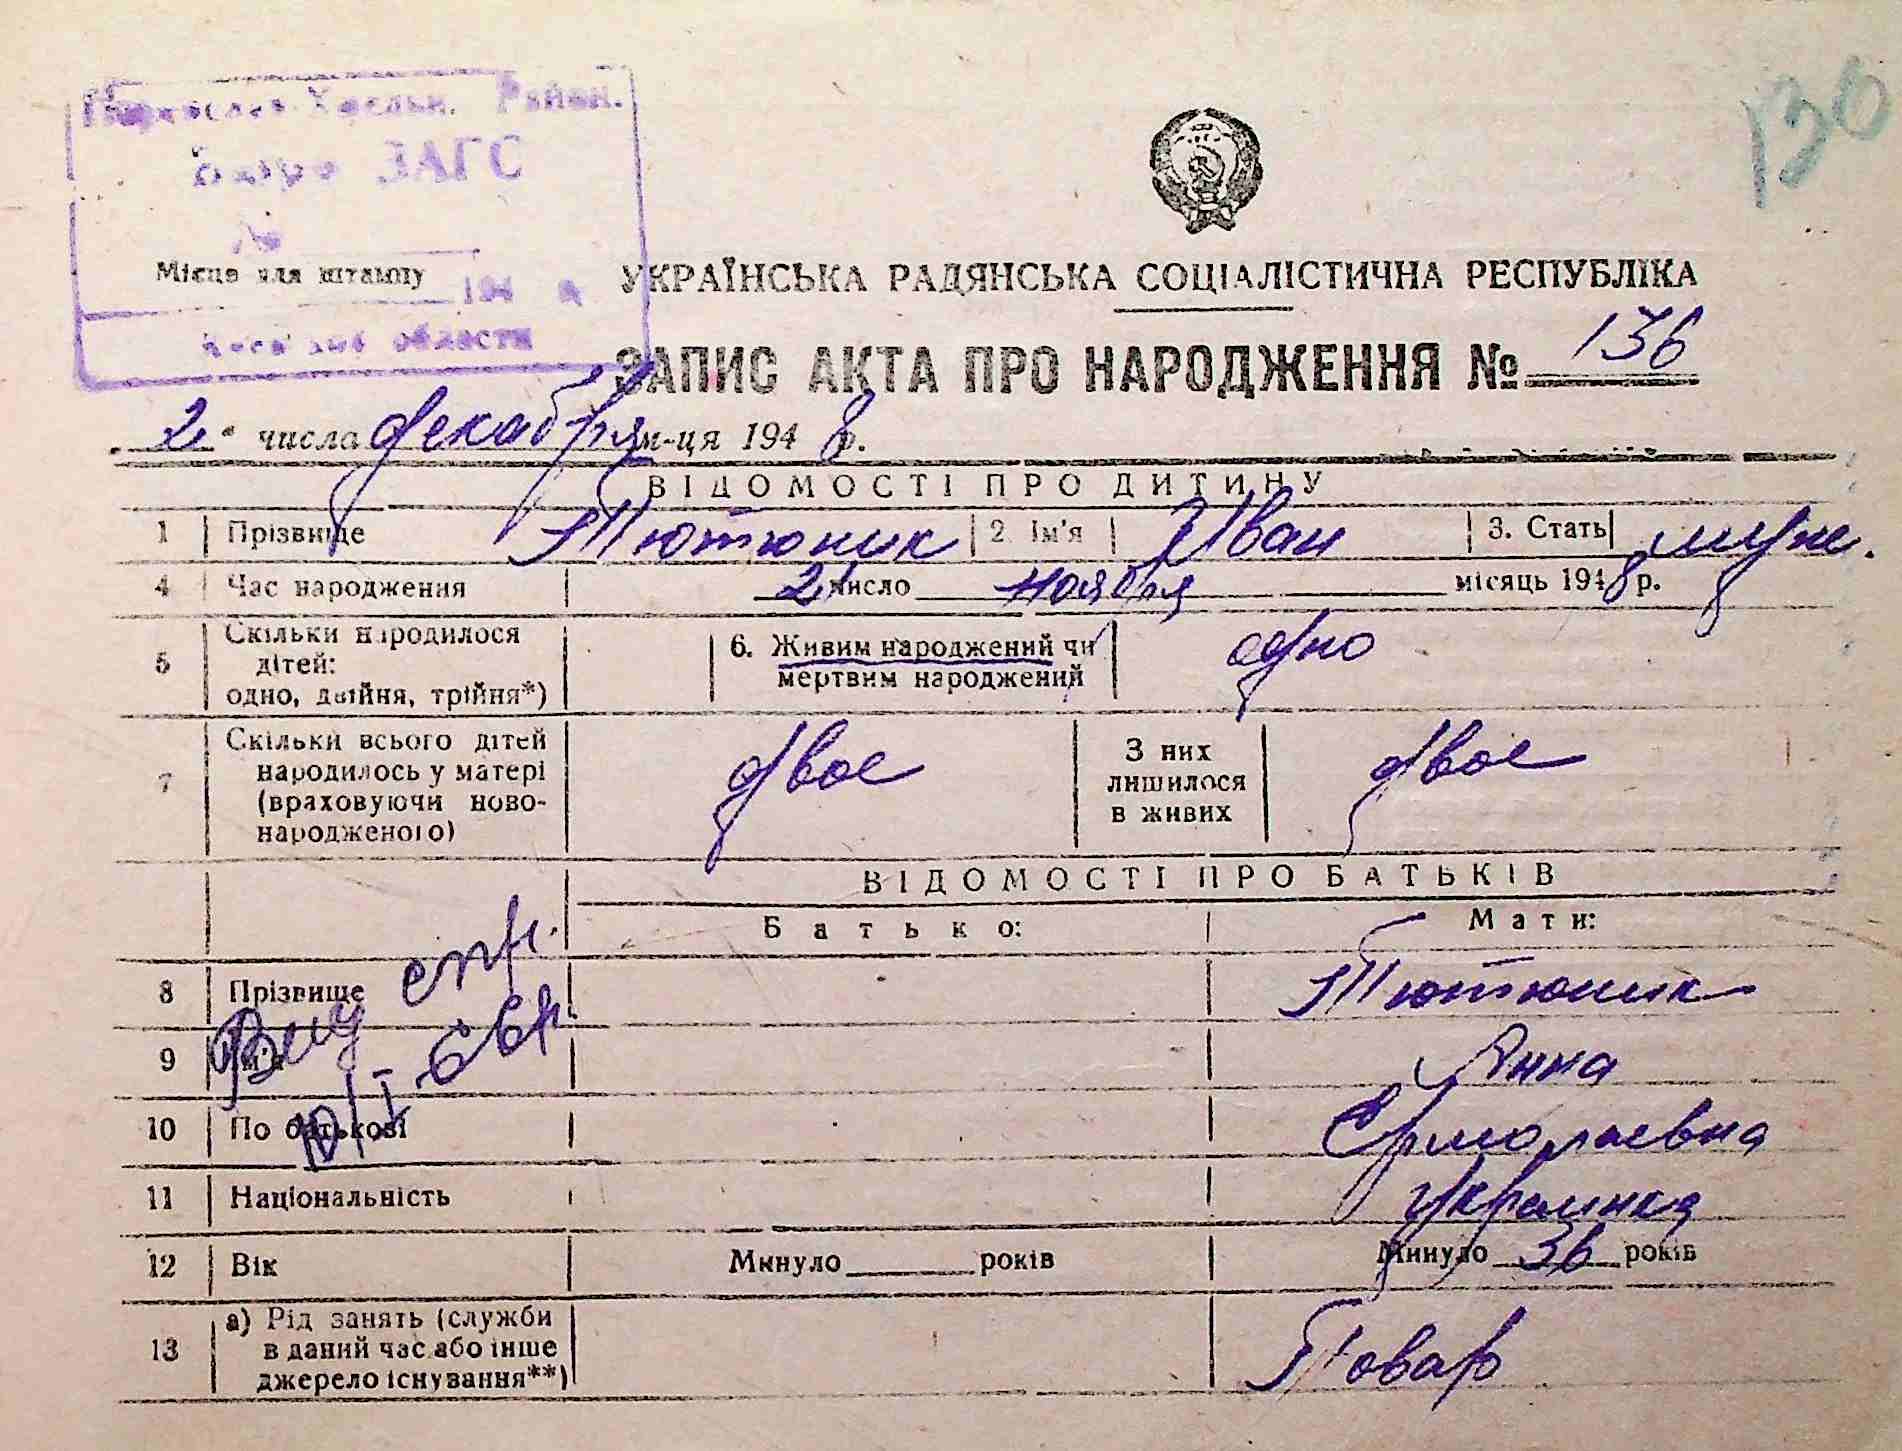 130
Район.
Бюро ЗАГС
№
Місце для штампу
194
области
УКРАЇНСЬКА РАДЯНСЬКА СОЦІАЛІСТИЧНА РЕСПУБЛІКА
ЗАПИС АКТА ПРО НАРОДЖЕННЯ № 136
2 числа декабря м-ця 1948 р.
ВІДОМОСТІ ПРО ДИТИНУ
1 Прізвище Тютюник 2. Ім'я Иван 3. Стать муж.
4 Час народження 21 число ноября місяць 1948 р.
5 Скільки народилося дітей: одно, двійня, трійня*) 6. Живим народжений чи мертвим народжений одно
7 Скільки всього дітей народилось у матері (враховуючи новонародженого) двое З них лишилося в живих двое
ВІДОМОСТІ ПРО БАТЬКІВ
Батько: Мати:
8 Прізвище Тютюник
9 Ім'я Анна
10 По батькові Ермолаевна
11 Національність украинка
12 Вік Минуло років Минуло 36 років
13 а) Рід занять (служби в даний час або інше джерело існування**) Повар